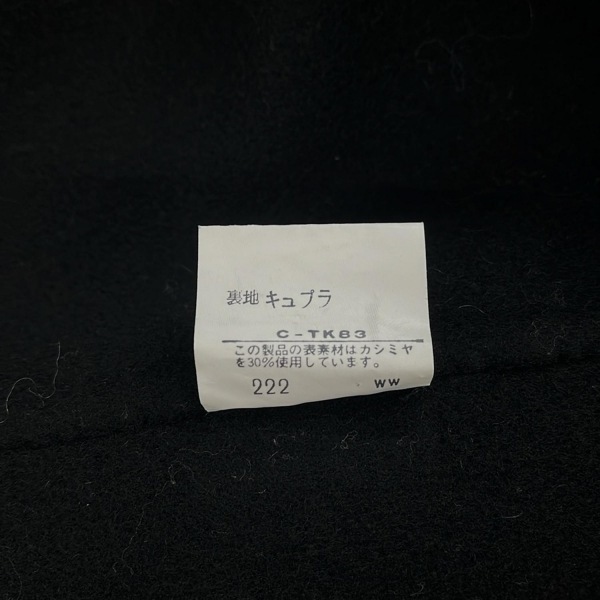 裏地 キュプラ
C-TK83
この製品の表素材はカシミヤ
を30%使用しています。
222 WW